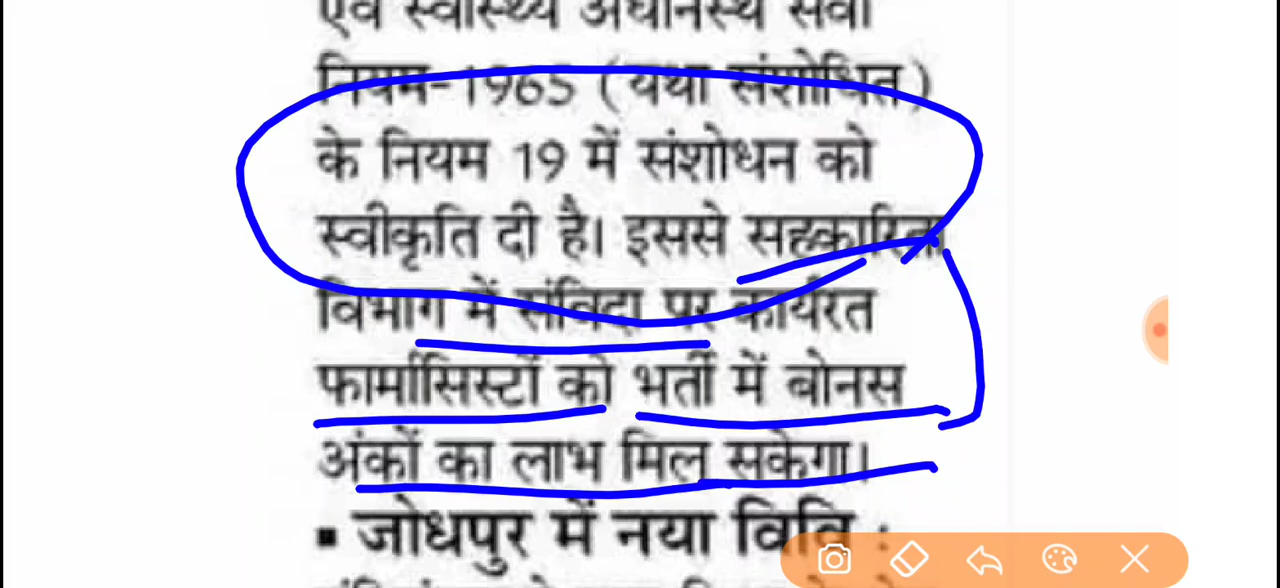 एवं स्वास्थ्य अधीनस्थ सेवा
नियम-1965 (यथा संशोधित)
के नियम 19 में संशोधन को
स्वीकृति दी है। इससे सहकारिता
विभाग में संविदा पर कार्यरत
फार्मासिस्टों को भर्ती में बोनस
अंकों का लाभ मिल सकेगा।
▪ जोधपुर में नया विवि :